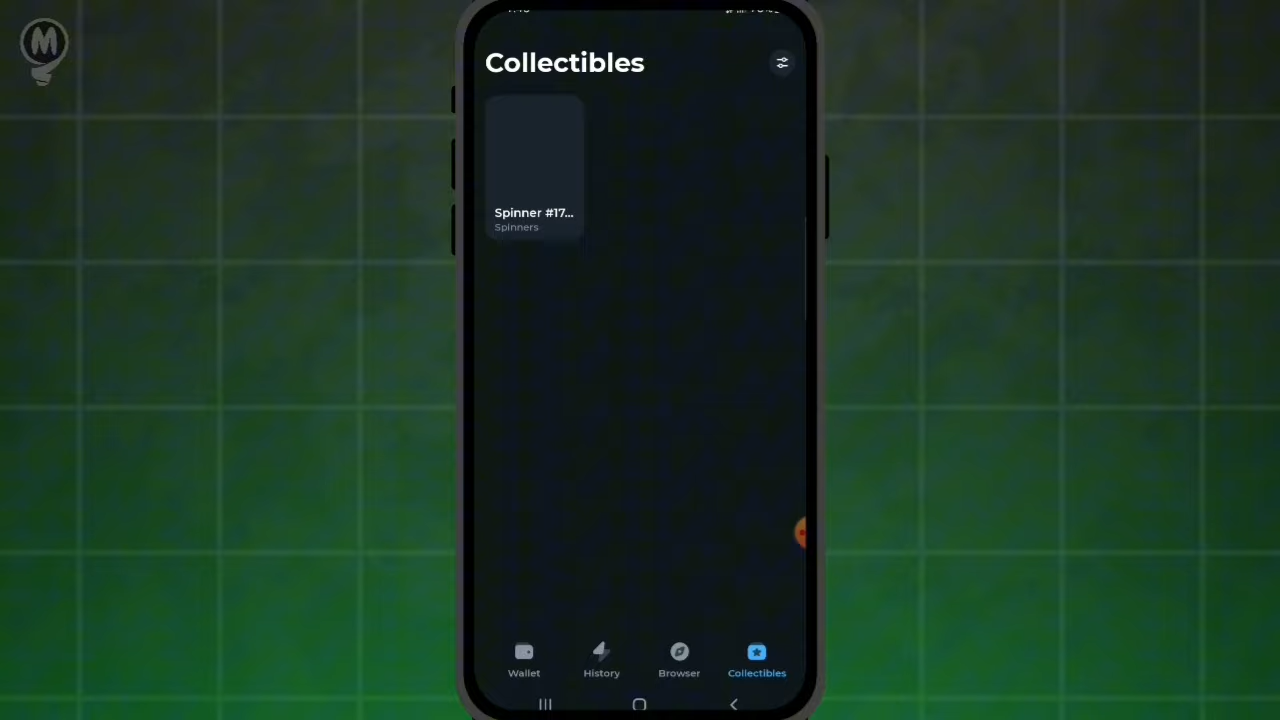 M
Collectibles
Spinner #17...
Spinners
Wallet
History
Browser
Collectibles